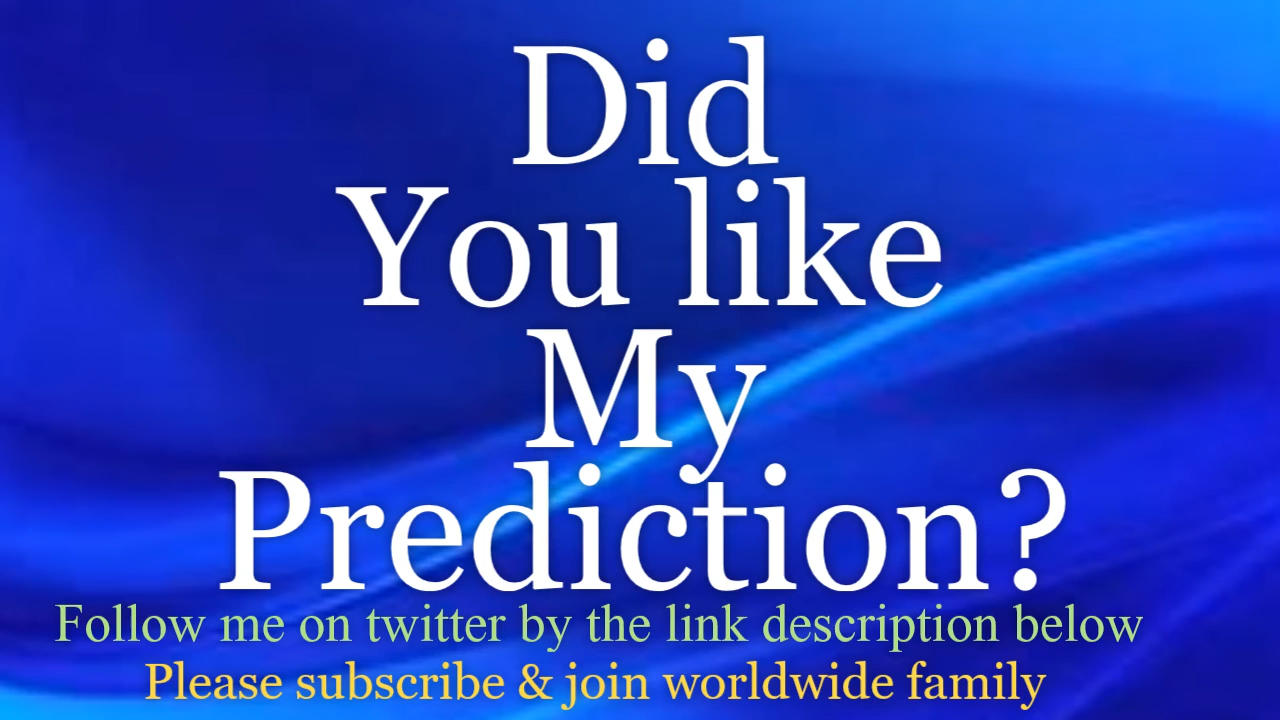 Did
You like
My
Prediction?
Follow me on twitter by the link description below
Please subscribe & join worldwide family